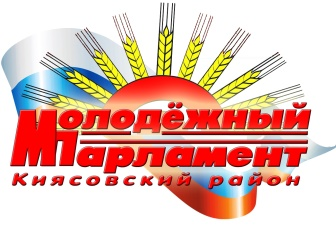 Молодёжный
Парламент
Киясовский район